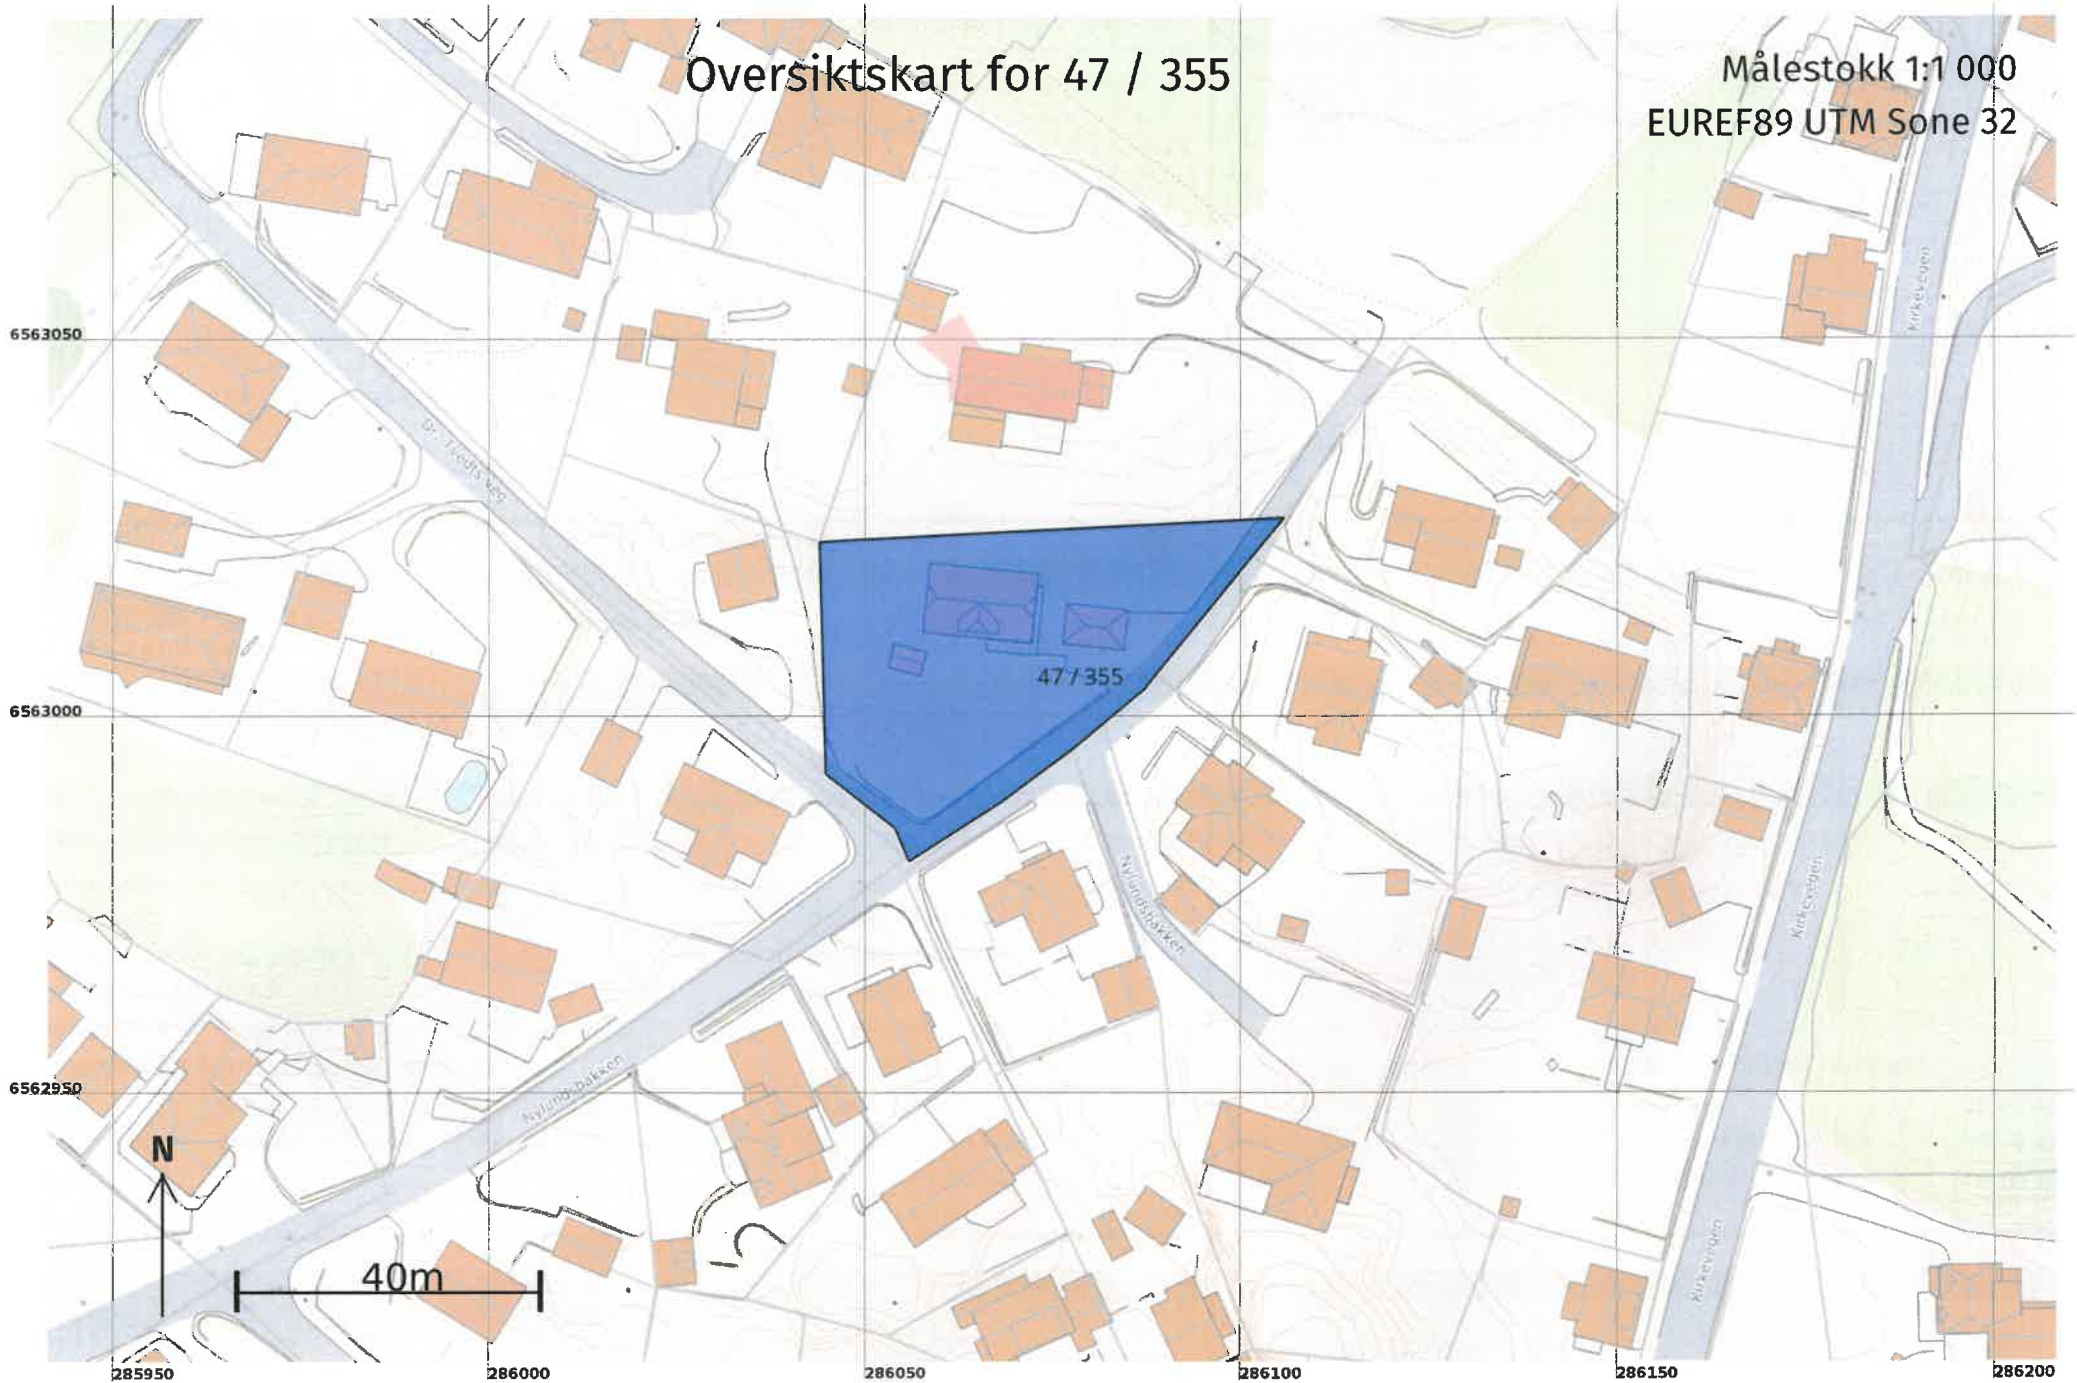 Oversiktskart for 47 / 355
Målestokk 1:1 000
EUREF89 UTM Sone 32
Kirkevegen
6563050
Dr. Tvedts veg
47 / 355
6563000
Kirkevegen
Nylundsbakken
6562950
Nylundsbakken
N
Kirkevegen
40m
285950
286000
286050
286100
286150
286200